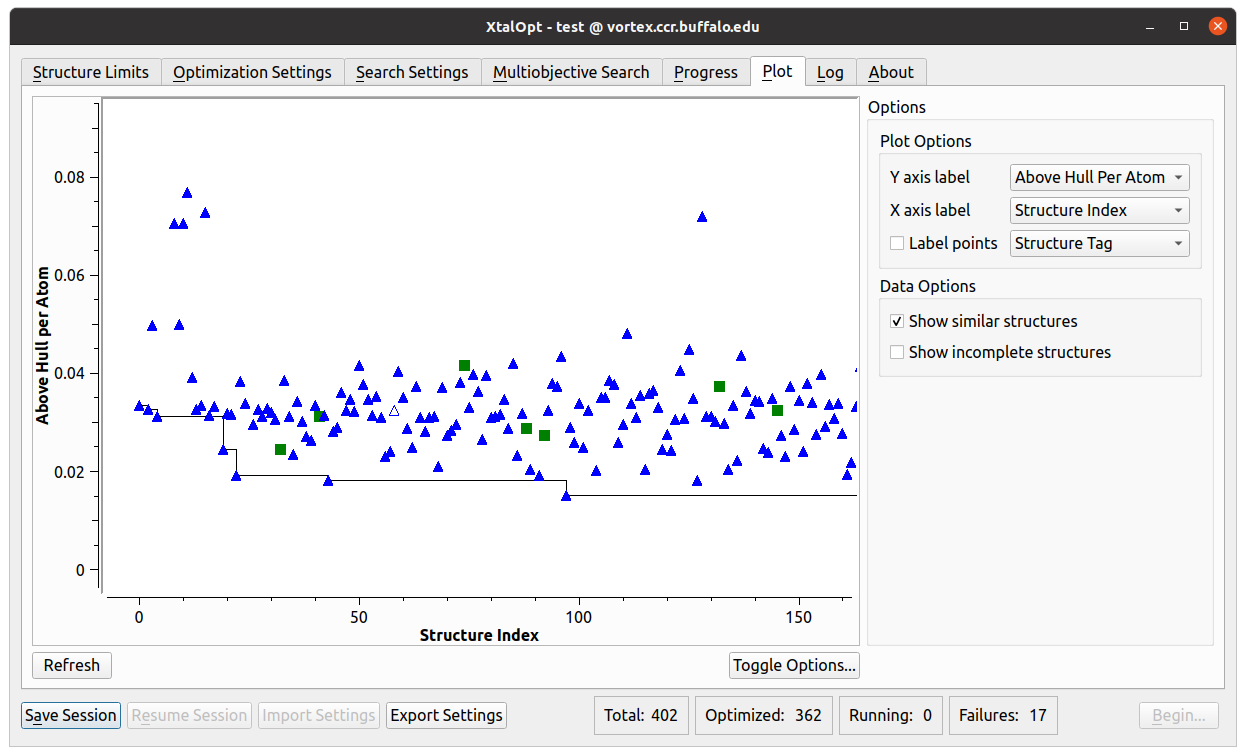 XtalOpt - test @ vortex.ccr.buffalo.edu
Structure Limits Optimization Settings Search Settings Multiobjective Search Progress Plot Log About
Options
Plot Options
Y axis label Above Hull Per Atom
X axis label Structure Index
Label points Structure Tag
Data Options
Show similar structures
Show incomplete structures
Above Hull per Atom
0.08
0.06
0.04
0.02
0
0 50 100 150
Structure Index
Refresh Toggle Options...
Save Session Resume Session Import Settings Export Settings Total: 402 Optimized: 362 Running: 0 Failures: 17 Begin...